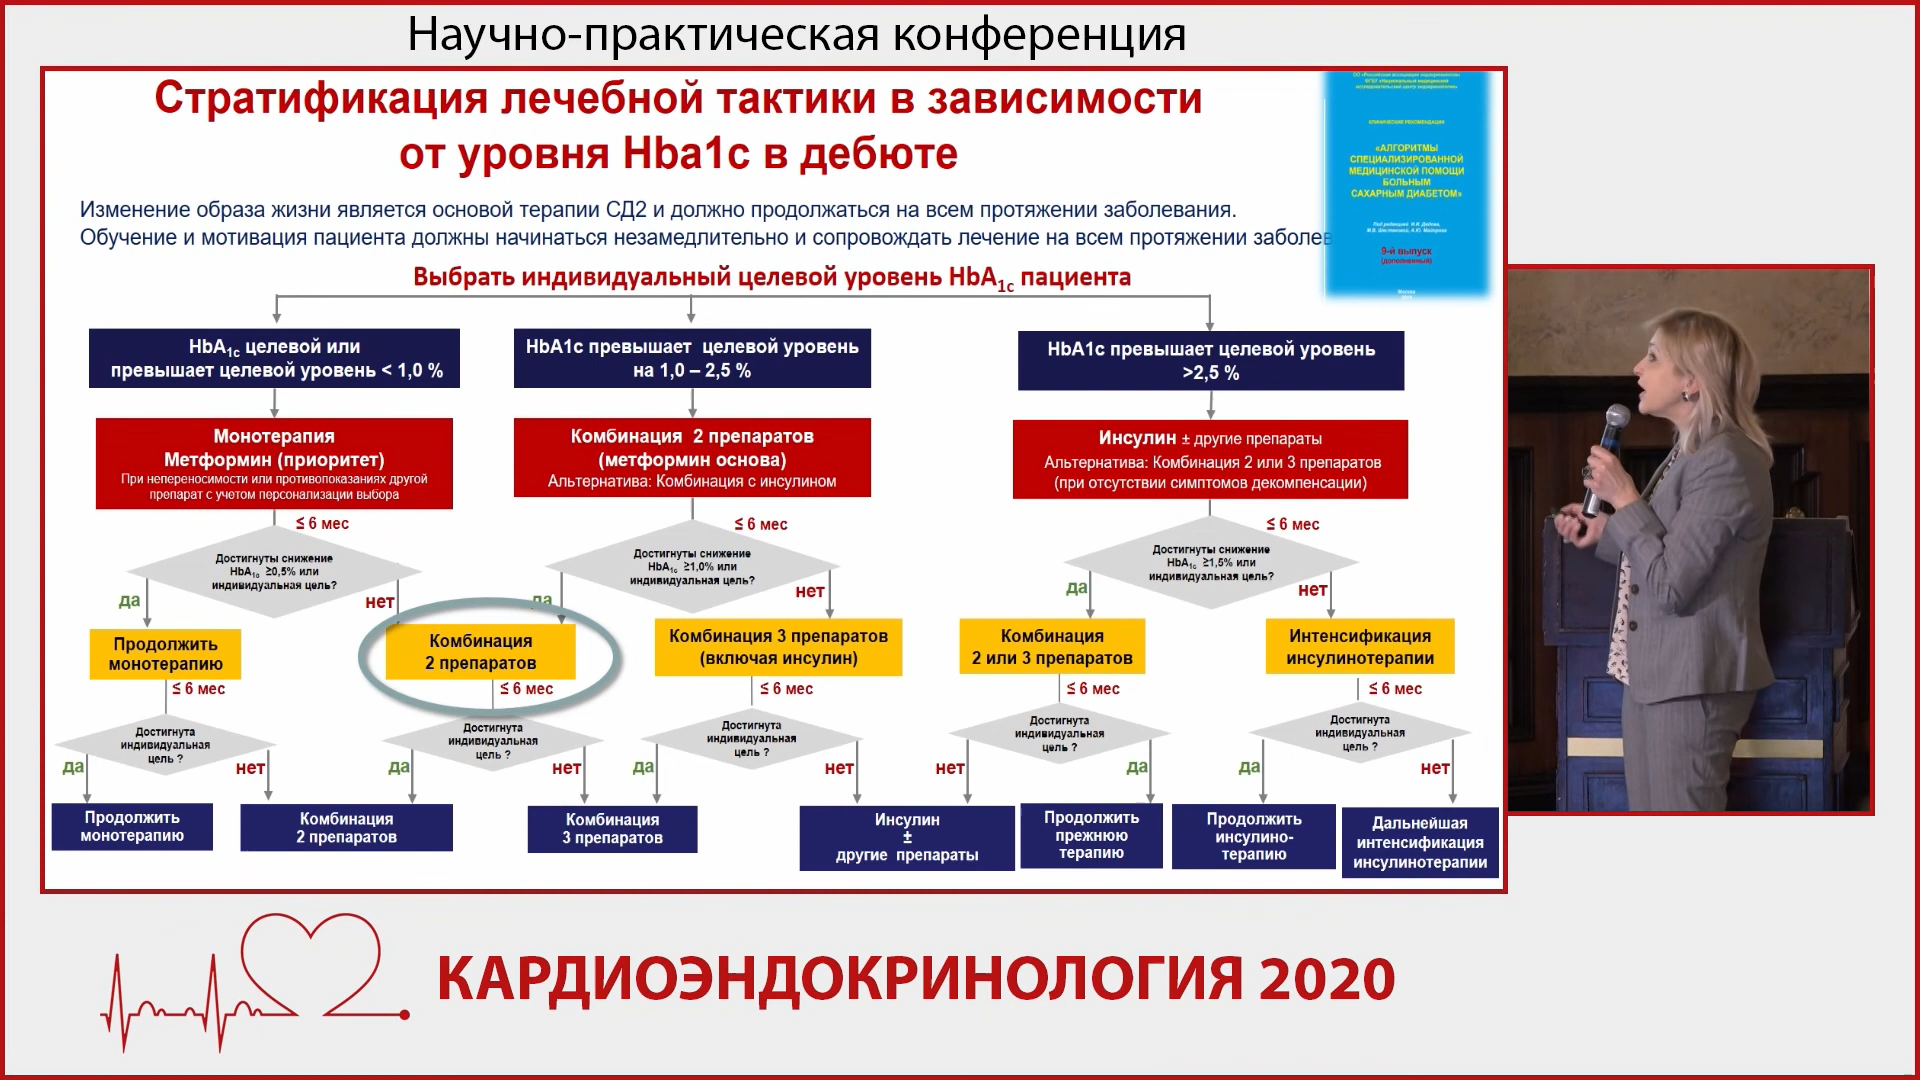 Научно-практическая конференция
Стратификация лечебной тактики в зависимости
от уровня Hba1c в дебюте
«АЛГОРИТМЫ
СПЕЦИАЛИЗИРОВАННОЙ
МЕДИЦИНСКОЙ ПОМОЩИ
БОЛЬНЫМ
САХАРНЫМ ДИАБЕТОМ»
9-й выпуск
(дополненный)
Изменение образа жизни является основой терапии СД2 и должно продолжаться на всем протяжении заболевания.
Обучение и мотивация пациента должны начинаться незамедлительно и сопровождать лечение на всем протяжении заболев
Выбрать индивидуальный целевой уровень HbA1c пациента
HbA1c целевой или
превышает целевой уровень < 1,0 %
HbA1c превышает целевой уровень
на 1,0 – 2,5 %
HbA1c превышает целевой уровень
>2,5 %
Монотерапия
Метформин (приоритет)
При непереносимости или противопоказаниях другой
препарат с учетом персонализации выбора
Комбинация 2 препаратов
(метформин основа)
Альтернатива: Комбинация с инсулином
Инсулин ± другие препараты
Альтернатива: Комбинация 2 или 3 препаратов
(при отсутствии симптомов декомпенсации)
≤ 6 мес
≤ 6 мес
≤ 6 мес
Достигнуты снижение
HbA1c ≥0,5% или
индивидуальная цель?
Достигнуты снижение
HbA1c ≥1,0% или
индивидуальная цель?
Достигнуты снижение
HbA1c ≥1,5% или
индивидуальная цель?
да
нет
да
нет
да
нет
Продолжить
монотерапию
Комбинация
2 препаратов
Комбинация 3 препаратов
(включая инсулин)
Комбинация
2 или 3 препаратов
Интенсификация
инсулинотерапии
≤ 6 мес
≤ 6 мес
≤ 6 мес
≤ 6 мес
≤ 6 мес
Достигнута
индивидуальная
цель ?
Достигнута
индивидуальная
цель ?
Достигнута
индивидуальная
цель ?
Достигнута
индивидуальная
цель ?
Достигнута
индивидуальная
цель ?
да
нет
да
нет
да
нет
нет
да
да
нет
Продолжить
монотерапию
Комбинация
2 препаратов
Комбинация
3 препаратов
Инсулин
±
другие препараты
Продолжить
прежнюю
терапию
Продолжить
инсулино-
терапию
Дальнейшая
интенсификация
инсулинотерапии
КАРДИОЭНДОКРИНОЛОГИЯ 2020